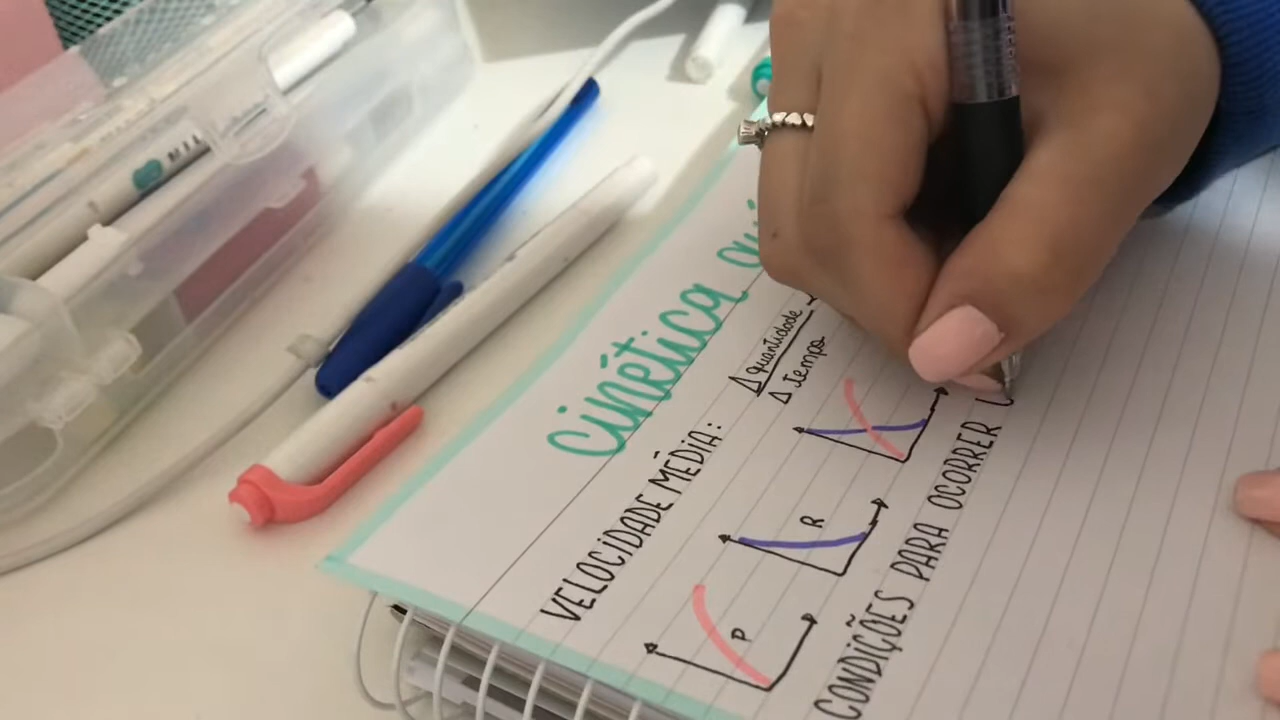 cinética
VELOCIDADE MÉDIA:
Δ quantidade
Δ tempo
P
R
CONDIÇÕES PARA OCORRER